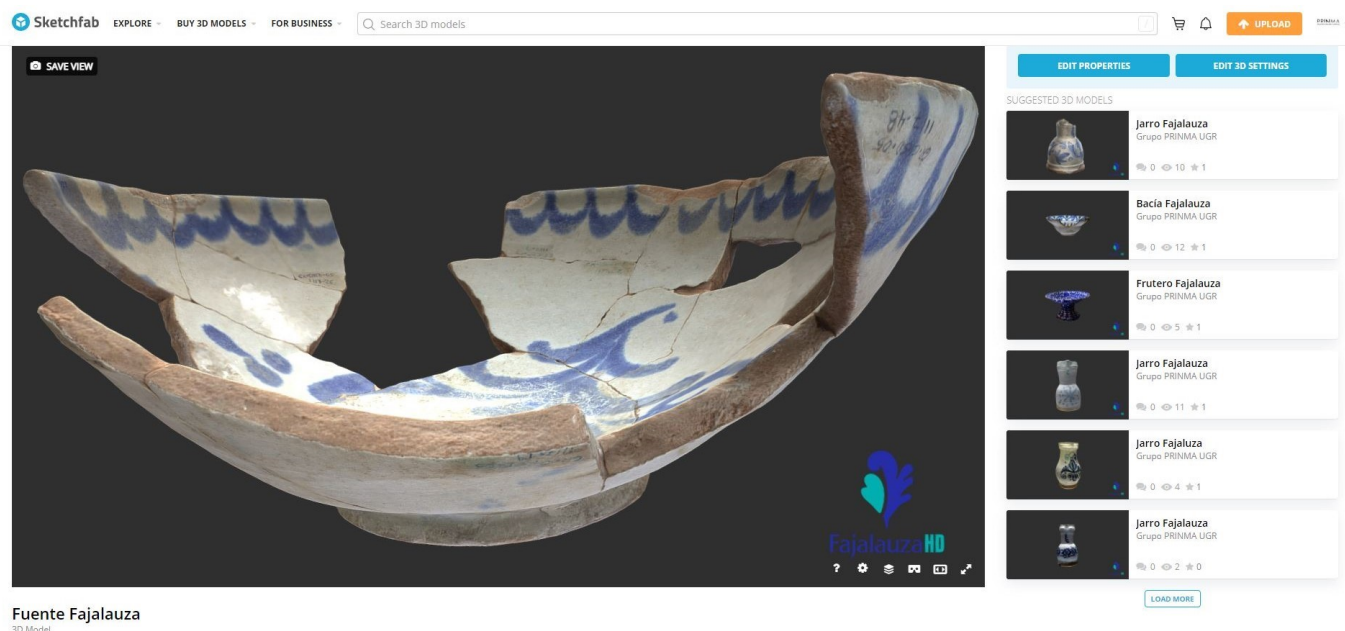 Sketchfab
EXPLORE
BUY 3D MODELS
FOR BUSINESS
Search 3D models
/
UPLOAD
PRINMA
SAVE VIEW
FajalauzaHD
?
Fuente Fajalauza
3D Model
EDIT PROPERTIES
EDIT 3D SETTINGS
SUGGESTED 3D MODELS
Jarro Fajalauza
Grupo PRINMA UGR
0 10 1
Bacía Fajalauza
Grupo PRINMA UGR
0 12 1
Frutero Fajalauza
Grupo PRINMA UGR
0 5 1
Jarro Fajalauza
Grupo PRINMA UGR
0 11 1
Jarro Fajaluza
Grupo PRINMA UGR
0 4 1
Jarro Fajalauza
Grupo PRINMA UGR
0 2 0
LOAD MORE